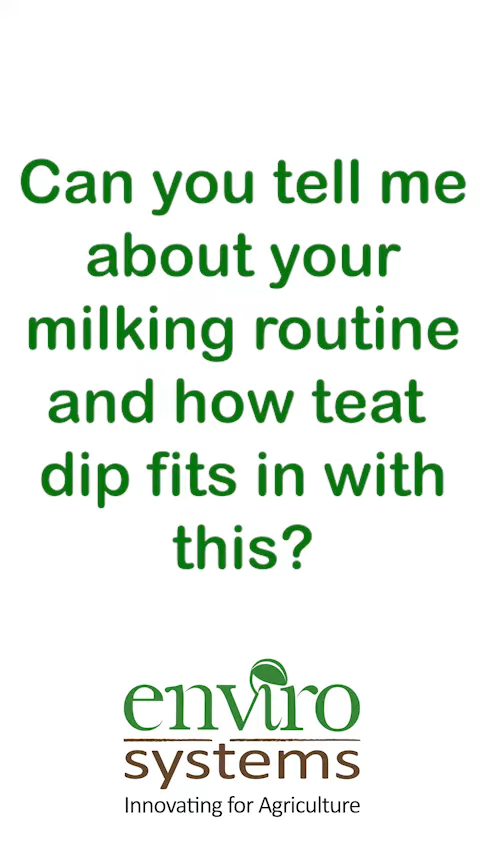 Can you tell me
about your
milking routine
and how teat
dip fits in with
this?
enviro
systems
Innovating for Agriculture